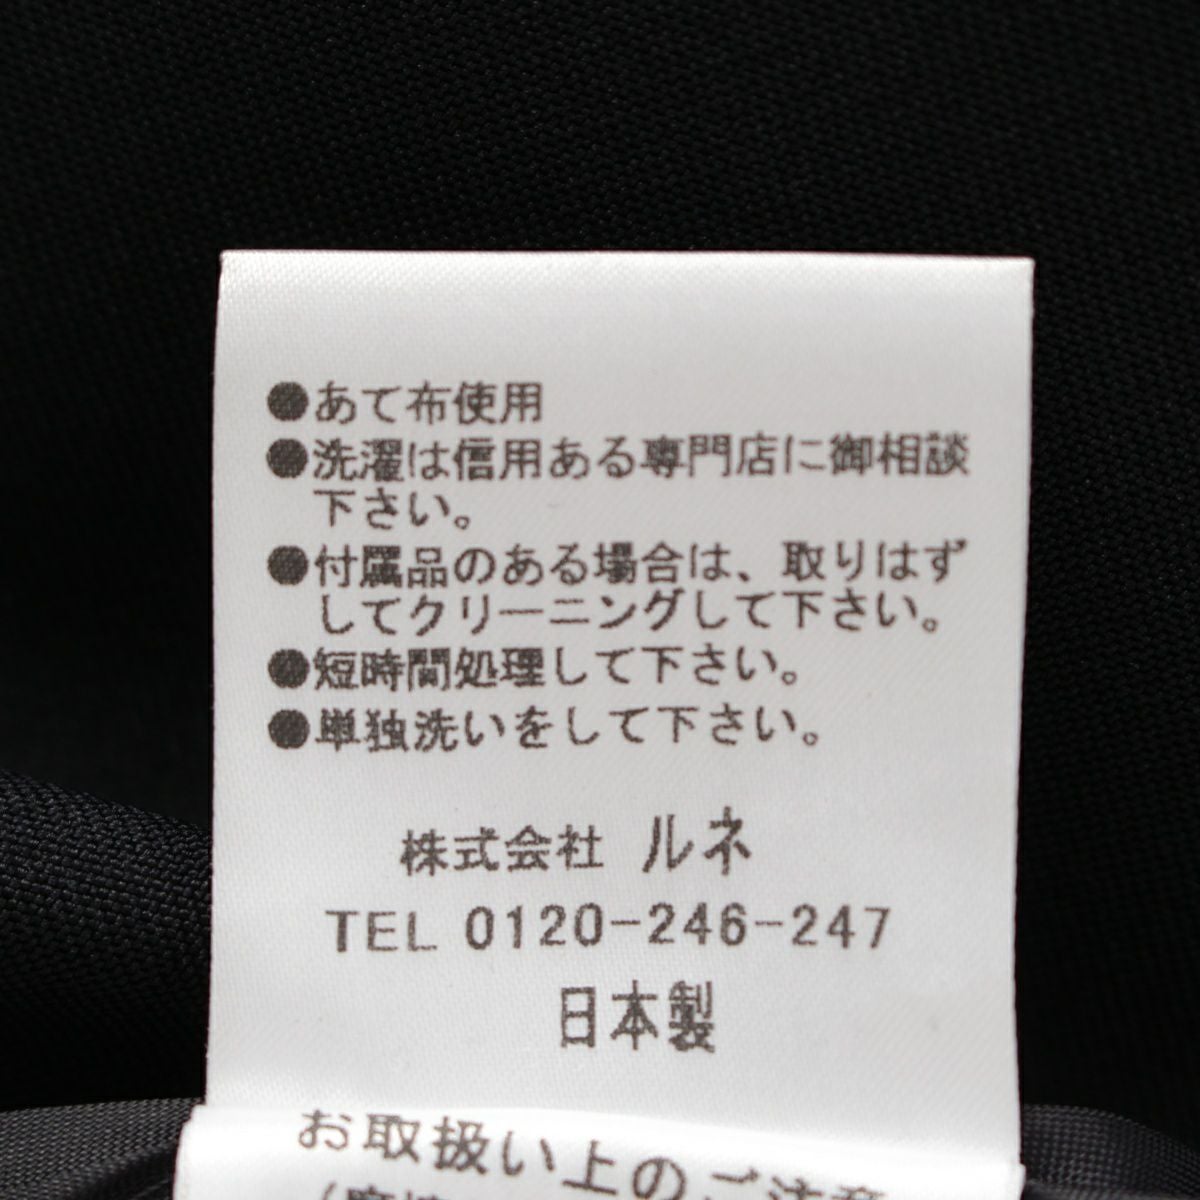 ●あて布使用
●洗濯は信用ある専門店に御相談
下さい。
●付属品のある場合は、取りはず
してクリーニングして下さい。
●短時間処理して下さい。
●単独洗いをして下さい。
株式会社 ルネ
TEL 0120-246-247
日本製
お取扱い上のご注意